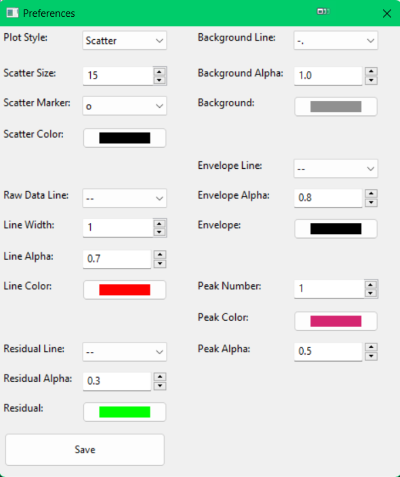 Preferences
Plot Style: Scatter
Background Line: -.
Scatter Size: 15
Background Alpha: 1.0
Scatter Marker: o
Background:
Scatter Color:
Envelope Line: --
Raw Data Line: --
Envelope Alpha: 0.8
Line Width: 1
Envelope:
Line Alpha: 0.7
Line Color:
Peak Number: 1
Peak Color:
Residual Line: --
Peak Alpha: 0.5
Residual Alpha: 0.3
Residual:
Save